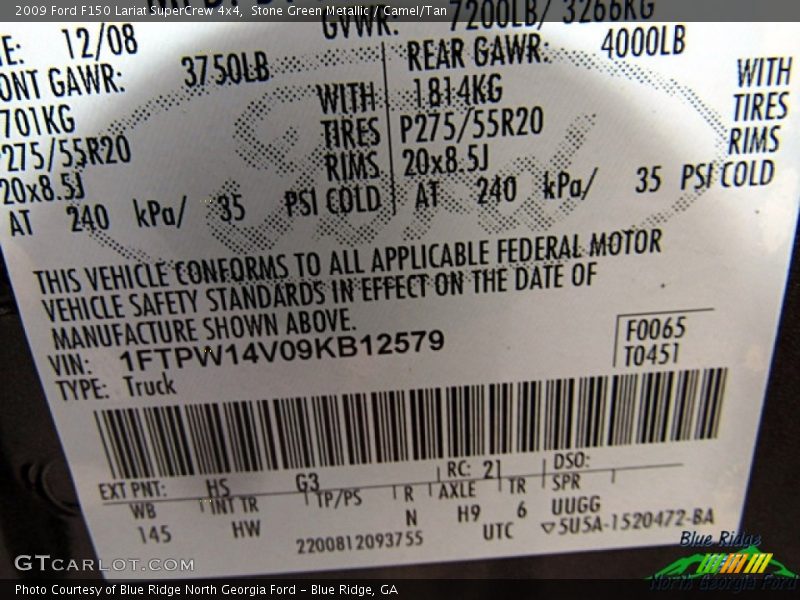 2009 Ford F150 Lariat SuperCrew 4x4, Stone Green Metallic / Camel/Tan
GVWR: 7200LB/ 3266KG
12/08
ONT GAWR: 3750LB REAR GAWR: 4000LB
701KG WITH 1814KG WITH
P275/55R20 TIRES P275/55R20 TIRES
20x8.5J RIMS 20x8.5J RIMS
AT 240 kPa/ 35 PSI COLD AT 240 kPa/ 35 PSI COLD
Ford
THIS VEHICLE CONFORMS TO ALL APPLICABLE FEDERAL MOTOR
VEHICLE SAFETY STANDARDS IN EFFECT ON THE DATE OF
MANUFACTURE SHOWN ABOVE.
VIN: 1FTPW14V09KB12579 F0065
TYPE: Truck T0451
EXT PNT: HS G3 RC: 21 DSO:
WB INT TR TP/PS R AXLE TR SPR
145 HW N H9 6 UUGG
2200812093755 UTC ▽5U5A-1520472-BA
GTCARLOT.COM
Blue Ridge
North Georgia Ford
Photo Courtesy of Blue Ridge North Georgia Ford – Blue Ridge, GA